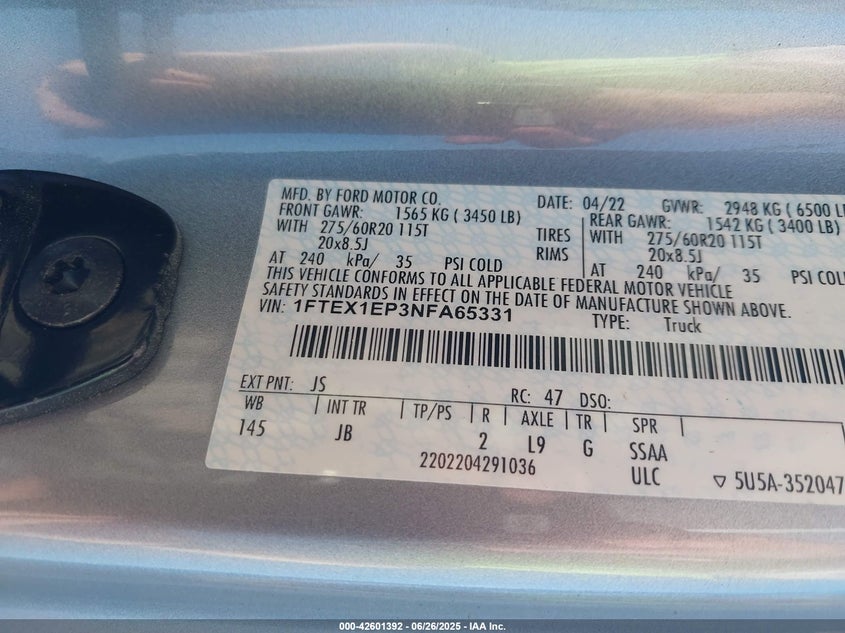 MFD. BY FORD MOTOR CO. DATE: 04/22 GVWR: 2948 KG ( 6500 L
FRONT GAWR: 1565 KG ( 3450 LB) REAR GAWR: 1542 KG ( 3400 LB)
WITH 275/60R20 115T TIRES WITH 275/60R20 115T
20x8.5J RIMS 20x8.5J
AT 240 kPa/ 35 PSI COLD AT 240 kPa/ 35 PSI COL
THIS VEHICLE CONFORMS TO ALL APPLICABLE FEDERAL MOTOR VEHICLE
SAFETY STANDARDS IN EFFECT ON THE DATE OF MANUFACTURE SHOWN ABOVE.
VIN: 1FTEX1EP3NFA65331 TYPE: Truck
EXT PNT: JS RC: 47 DSO:
WB INT TR TP/PS R AXLE TR SPR
145 JB 2 L9 G SSAA
2202204291036 ULC ▽ 5U5A-352047
000-42601392 - 06/26/2025 - IAA Inc.